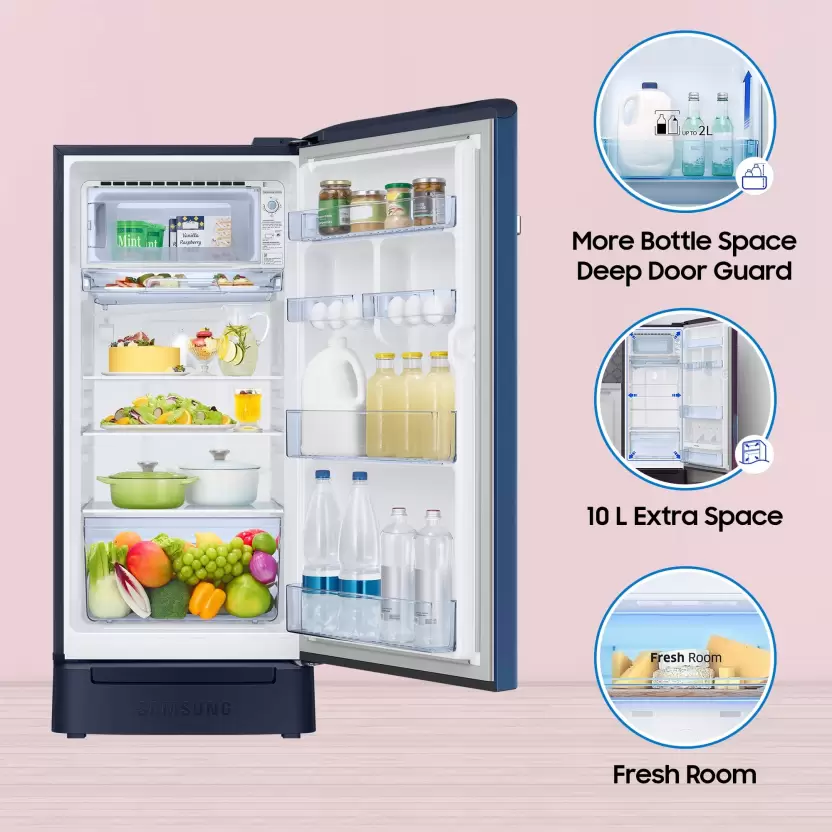 Mint
int
Vanilla
Raspberry
SAMSUNG
UP TO 2L
More Bottle Space
Deep Door Guard
10 L Extra Space
Fresh Room
Fresh Room